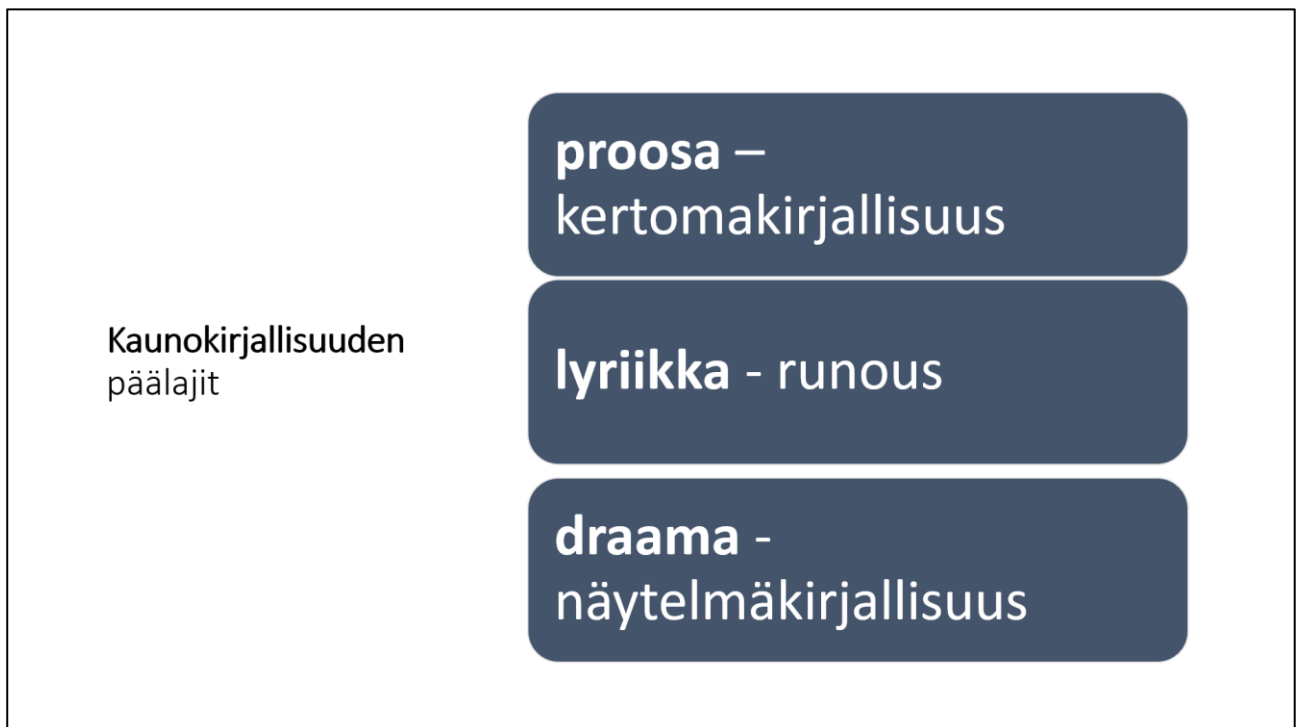 Kaunokirjallisuuden
päälajit
proosa –
kertomakirjallisuus
lyriikka - runous
draama -
näytelmäkirjallisuus